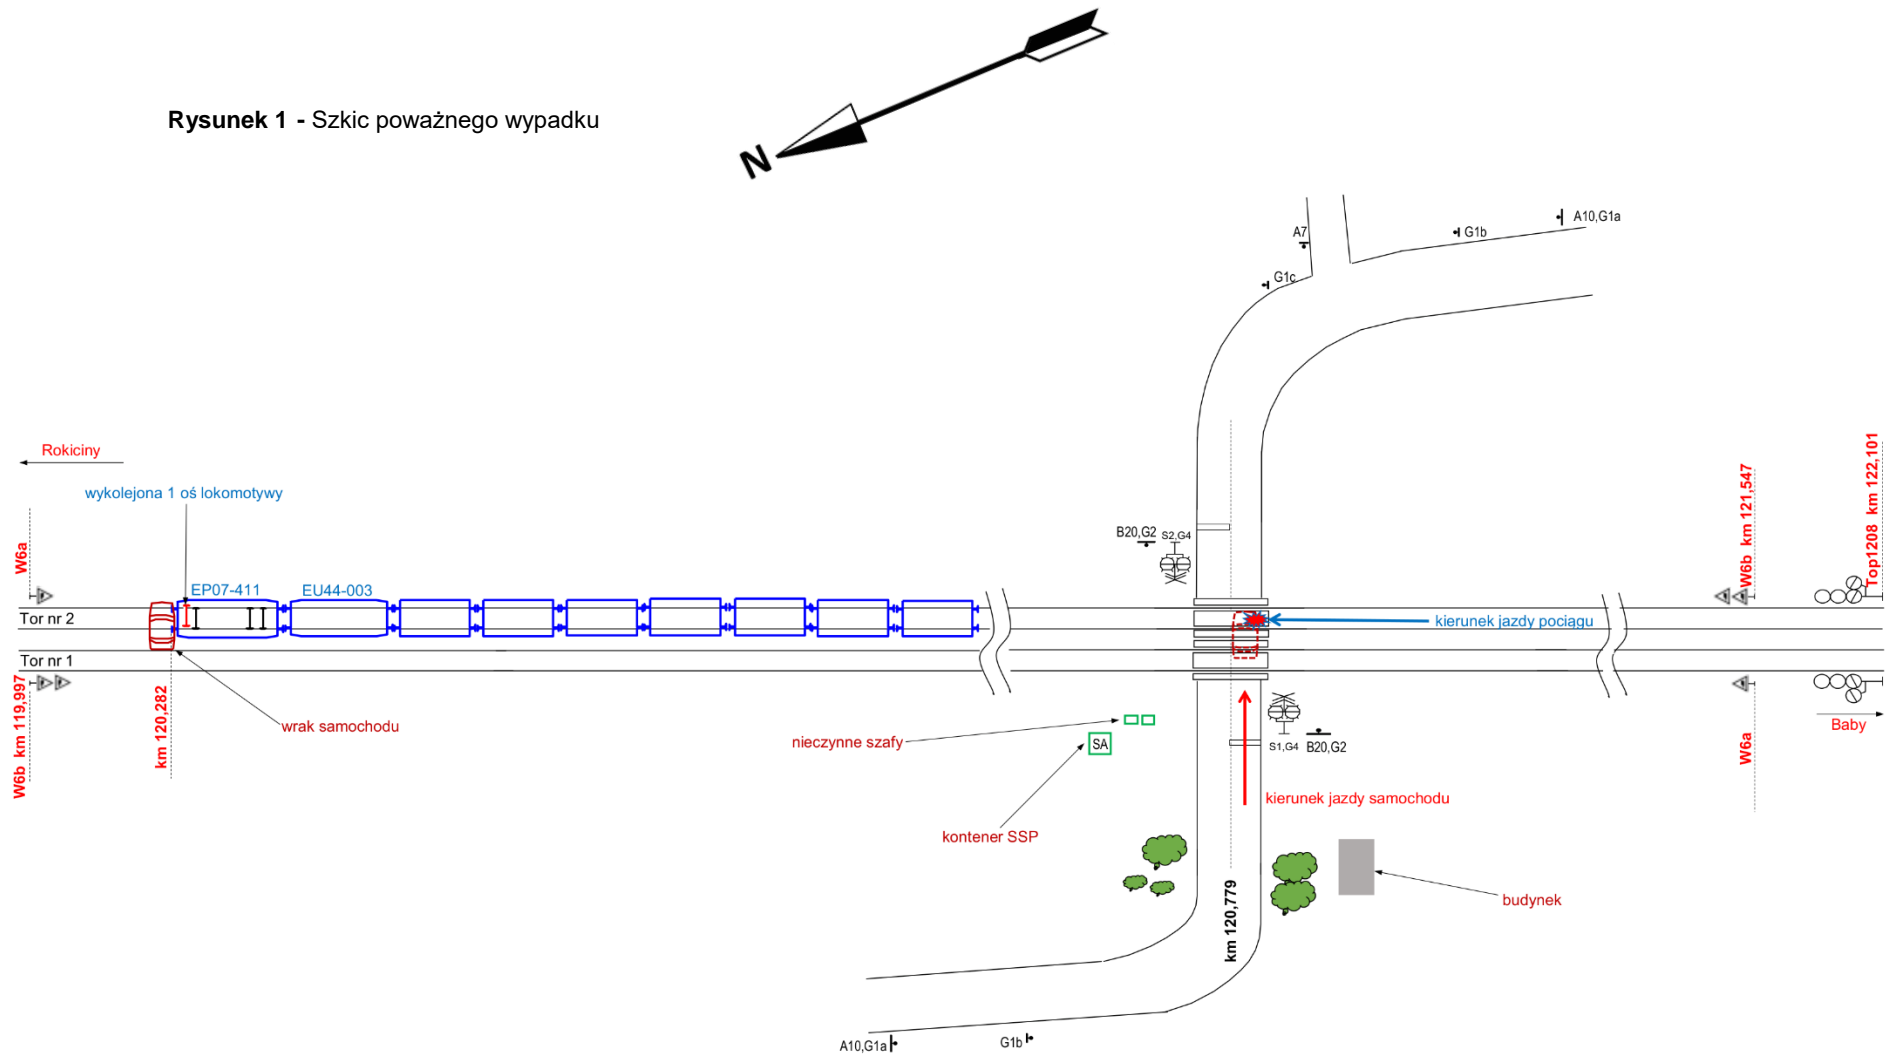 Rysunek 1 - Szkic poważnego wypadku
N
A10,G1a
G1b
A7
G1c
Rokiciny
wykolejona 1 oś lokomotywy
W6a
EP07-411
EU44-003
B20,G2
S2,G4
W6b km 121,547
Top1208 km 122,101
Tor nr 2
kierunek jazdy pociągu
Tor nr 1
W6b km 119,997
km 120,282
wrak samochodu
nieczynne szafy
SA
S1,G4
B20,G2
W6a
Baby
kierunek jazdy samochodu
kontener SSP
km 120,779
budynek
A10,G1a
G1b